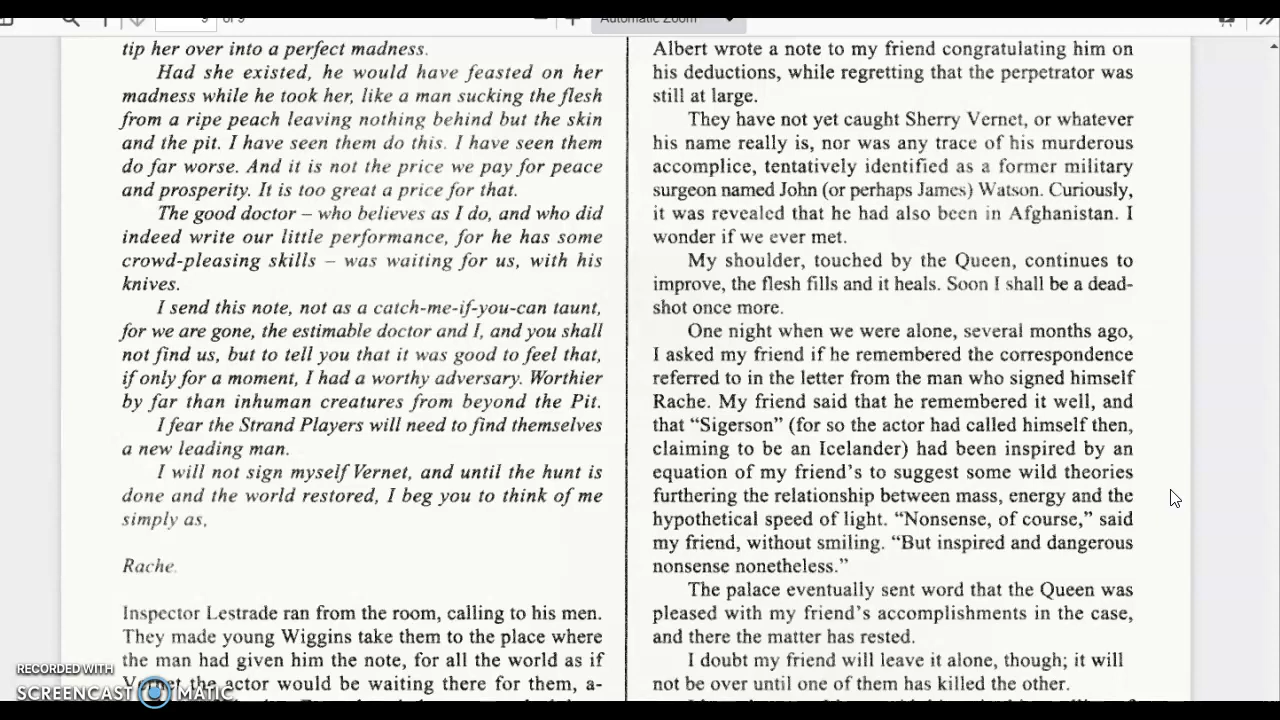 of 9
Automatic Zoom
tip her over into a perfect madness.
Had she existed, he would have feasted on her
madness while he took her, like a man sucking the flesh
from a ripe peach leaving nothing behind but the skin
and the pit. I have seen them do this. I have seen them
do far worse. And it is not the price we pay for peace
and prosperity. It is too great a price for that.
The good doctor – who believes as I do, and who did
indeed write our little performance, for he has some
crowd-pleasing skills – was waiting for us, with his
knives.
I send this note, not as a catch-me-if-you-can taunt,
for we are gone, the estimable doctor and I, and you shall
not find us, but to tell you that it was good to feel that,
if only for a moment, I had a worthy adversary. Worthier
by far than inhuman creatures from beyond the Pit.
I fear the Strand Players will need to find themselves
a new leading man.
I will not sign myself Vernet, and until the hunt is
done and the world restored, I beg you to think of me
simply as,
Rache.
Inspector Lestrade ran from the room, calling to his men.
They made young Wiggins take them to the place where
the man had given him the note, for all the world as if
the actor would be waiting there for them, a-
Albert wrote a note to my friend congratulating him on
his deductions, while regretting that the perpetrator was
still at large.
They have not yet caught Sherry Vernet, or whatever
his name really is, nor was any trace of his murderous
accomplice, tentatively identified as a former military
surgeon named John (or perhaps James) Watson. Curiously,
it was revealed that he had also been in Afghanistan. I
wonder if we ever met.
My shoulder, touched by the Queen, continues to
improve, the flesh fills and it heals. Soon I shall be a dead-
shot once more.
One night when we were alone, several months ago,
I asked my friend if he remembered the correspondence
referred to in the letter from the man who signed himself
Rache. My friend said that he remembered it well, and
that “Sigerson” (for so the actor had called himself then,
claiming to be an Icelander) had been inspired by an
equation of my friend’s to suggest some wild theories
furthering the relationship between mass, energy and the
hypothetical speed of light. “Nonsense, of course,” said
my friend, without smiling. “But inspired and dangerous
nonsense nonetheless.”
The palace eventually sent word that the Queen was
pleased with my friend’s accomplishments in the case,
and there the matter has rested.
I doubt my friend will leave it alone, though; it will
not be over until one of them has killed the other.
RECORDED WITH
SCREENCAST MATIC